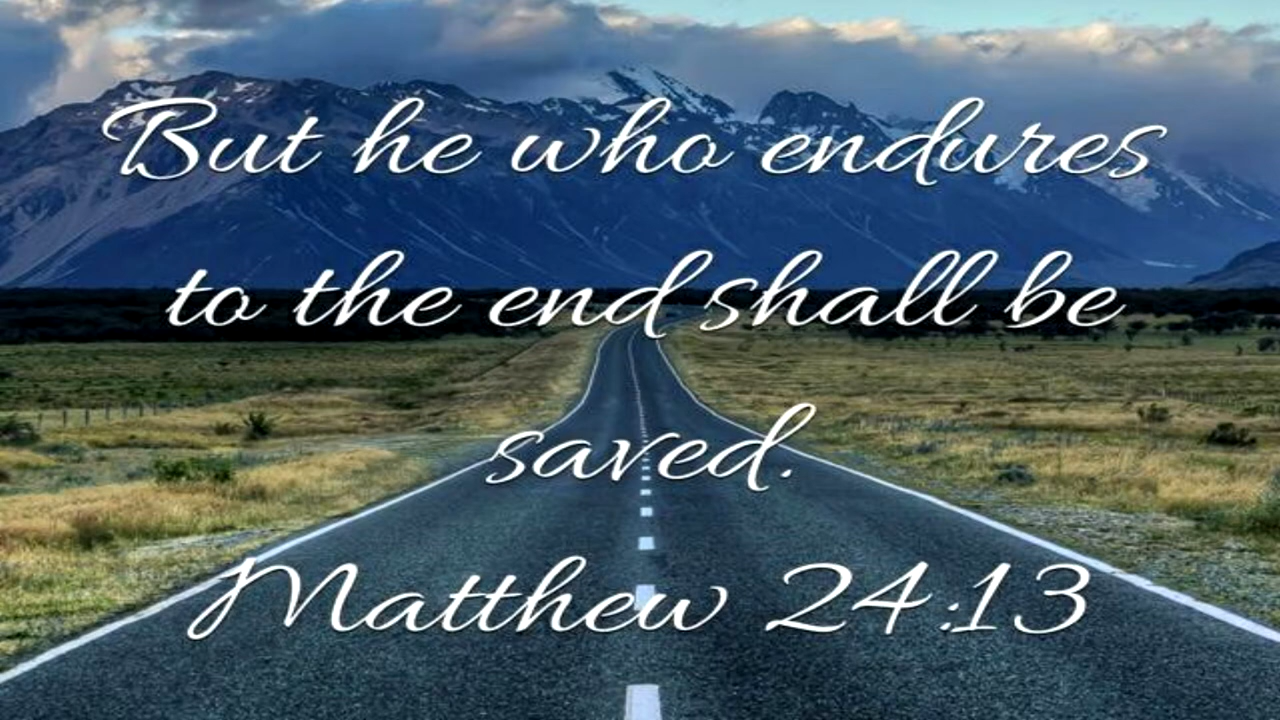 But he who endures
to the end shall be
saved.
Matthew 24:13